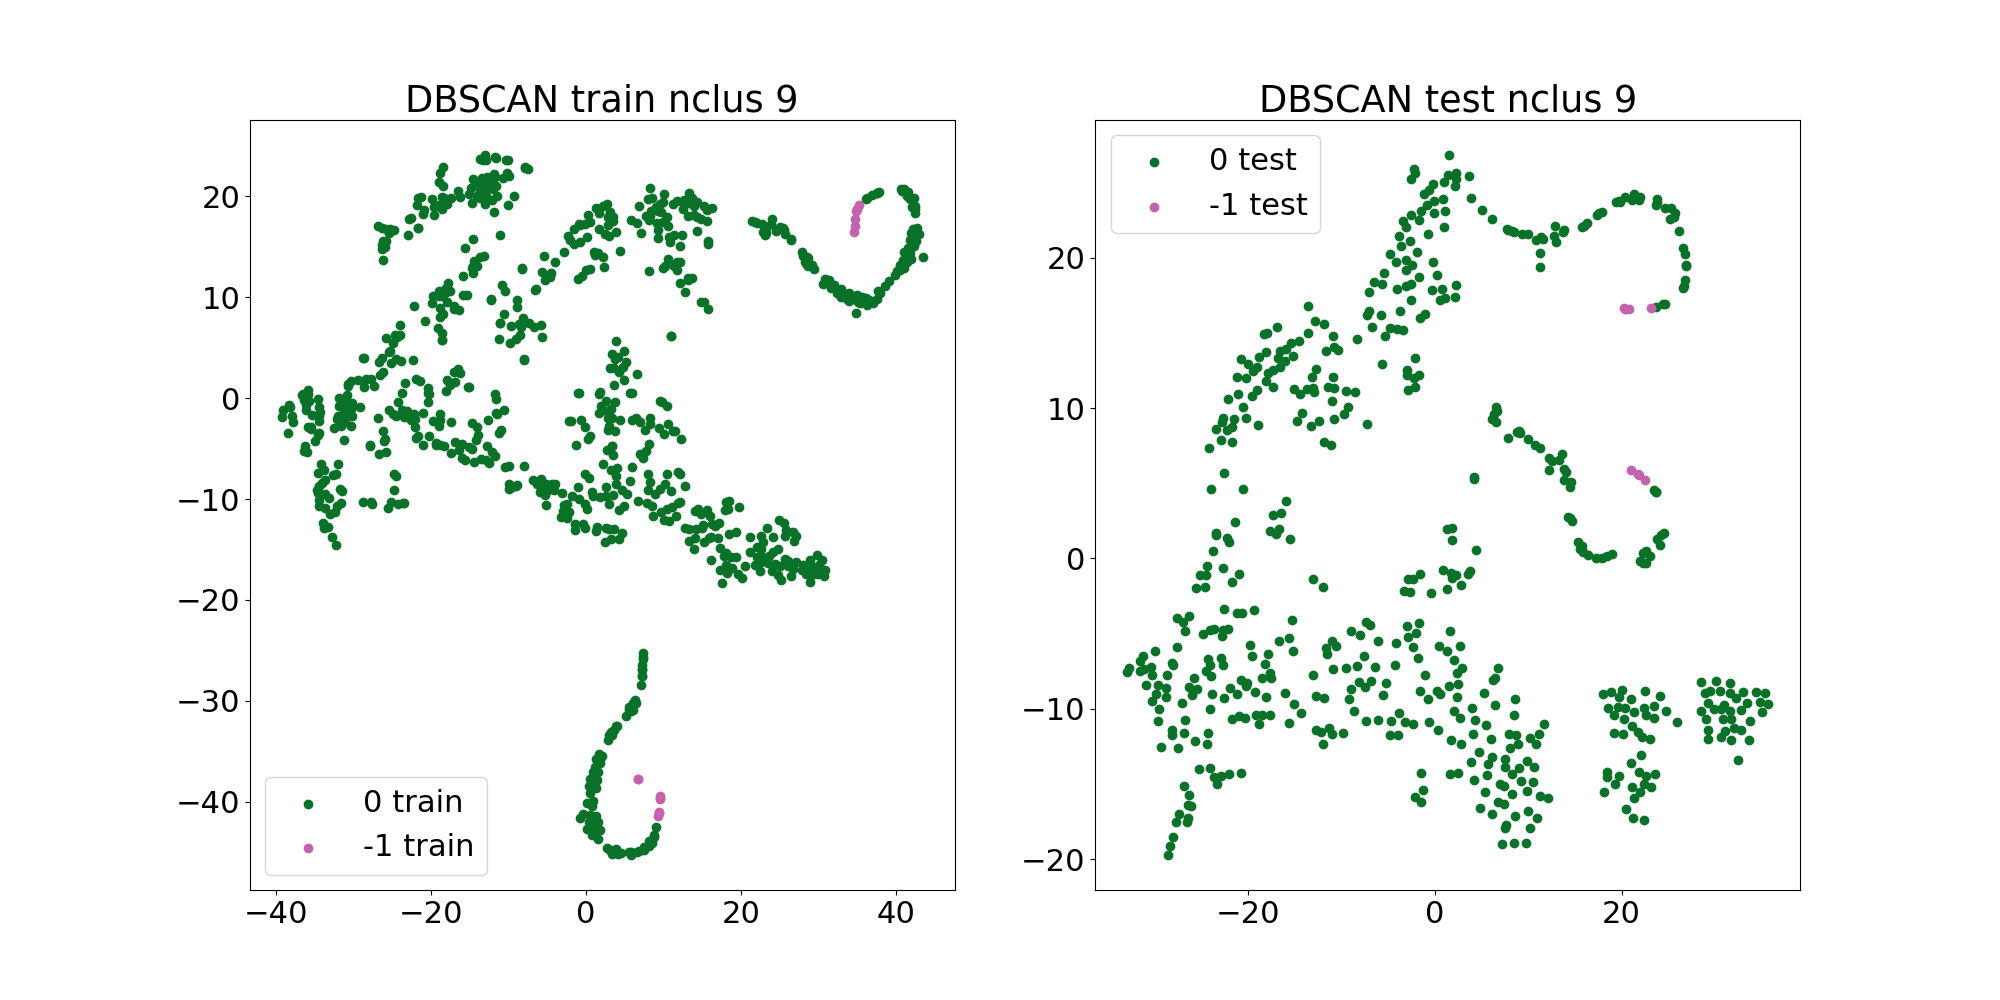 DBSCAN train nclus 9
20
10
0
−10
−20
−30
−40
−40 −20 0 20 40
0 train
-1 train
DBSCAN test nclus 9
0 test
-1 test
20
10
0
−10
−20
−20 0 20